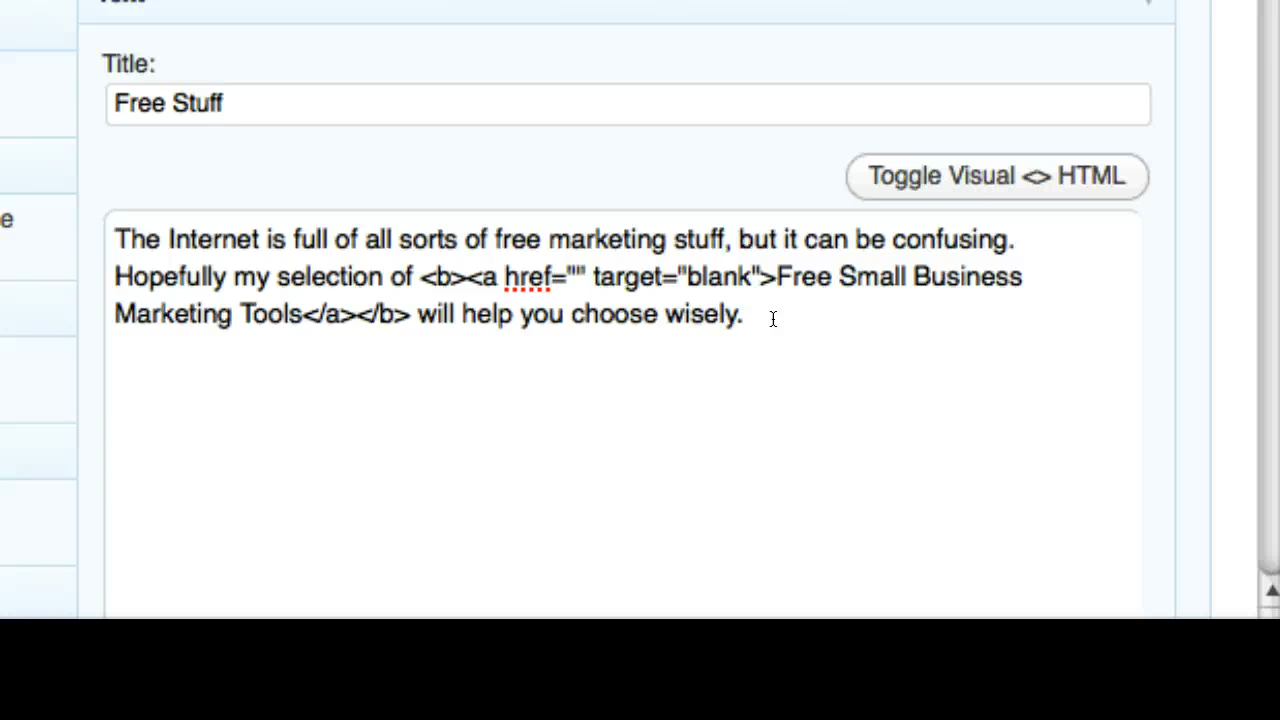 Title:
Free Stuff
Toggle Visual <> HTML
e
The Internet is full of all sorts of free marketing stuff, but it can be confusing.
Hopefully my selection of <b><a href="" target="blank">Free Small Business
Marketing Tools</a></b> will help you choose wisely.